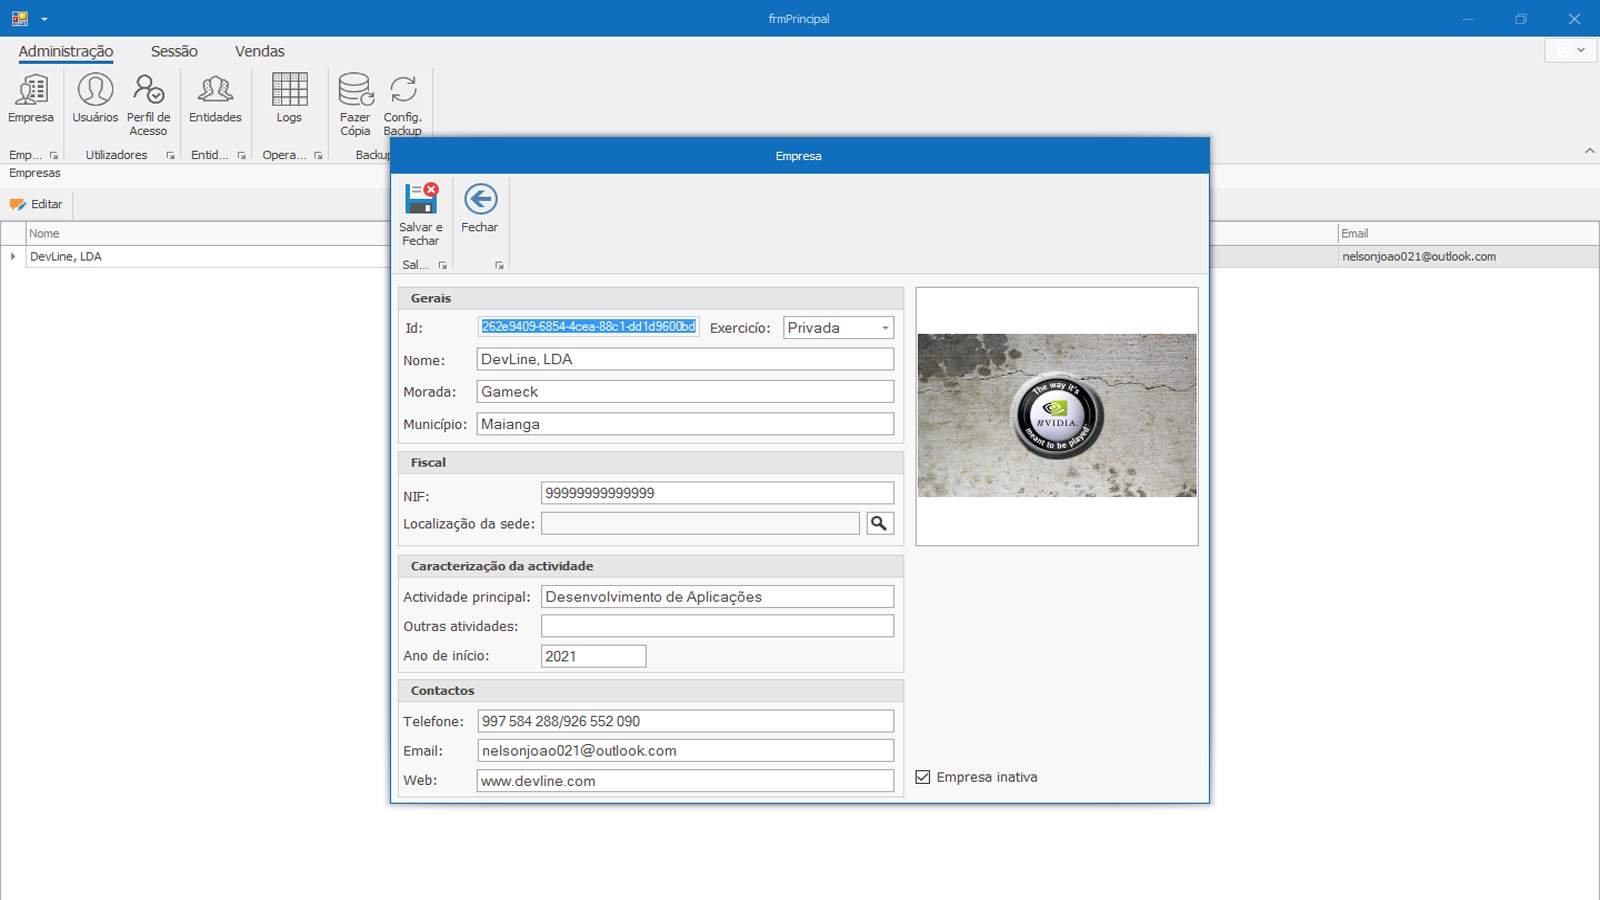 frmPrincipal
Administração Sessão Vendas
Empresa Usuários Perfil de Acesso Entidades Logs Fazer Cópia Config. Backup
Emp... Utilizadores Entid... Opera... Backup
Empresas
Editar
Nome Email
DevLine, LDA nelsonjoao021@outlook.com
Empresa
Salvar e Fechar Fechar
Sal...
Gerais
Id: 262e9409-6854-4cea-88c1-dd1d9600bd Exercicío: Privada
Nome: DevLine, LDA
Morada: Gameck
Município: Maianga
Fiscal
NIF: 99999999999999
Localização da sede:
Caracterização da actividade
Actividade principal: Desenvolvimento de Aplicações
Outras atividades:
Ano de início: 2021
Contactos
Telefone: 997 584 288/926 552 090
Email: nelsonjoao021@outlook.com
Web: www.devline.com
The way it's
NVIDIA.
meant to be played
Empresa inativa